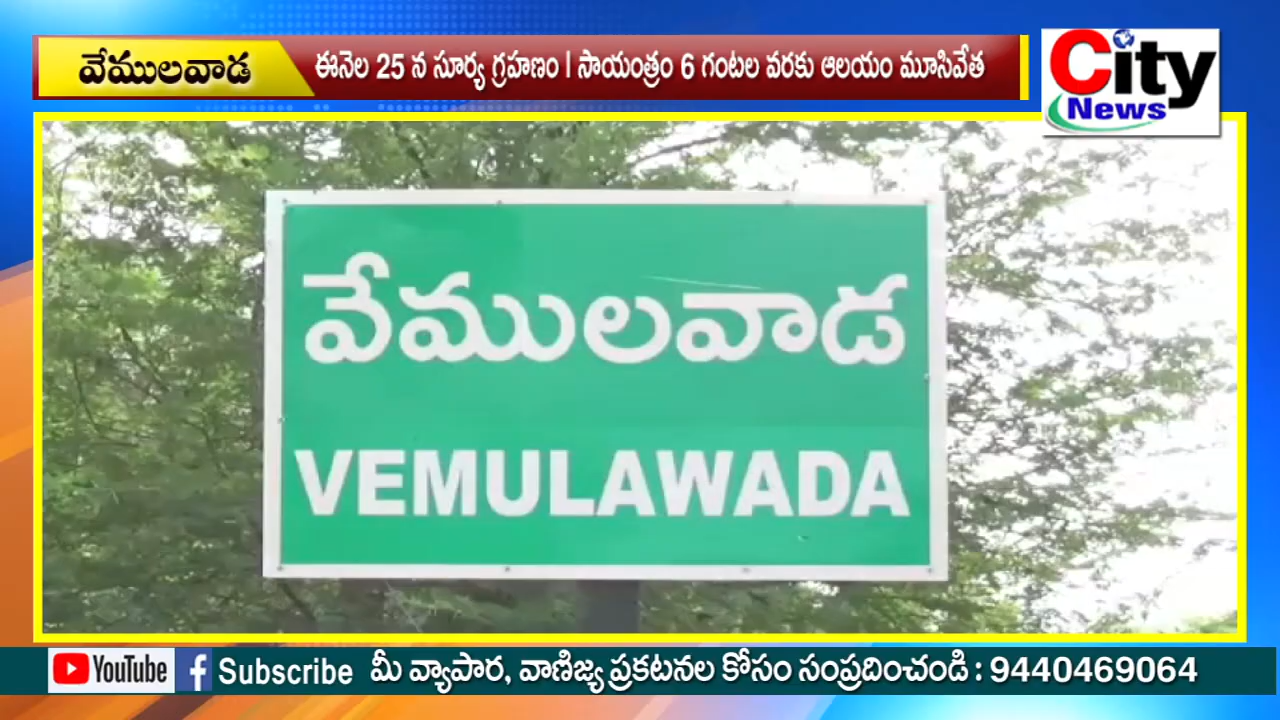 వేములవాడ
ఈనెల 25 న సూర్య గ్రహణం | సాయంత్రం 6 గంటల వరకు ఆలయం మూసివేత
City
News
వేములవాడ
VEMULAWADA
YouTube f Subscribe మీ వ్యాపార, వాణిజ్య ప్రకటనల కోసం సంప్రదించండి : 9440469064